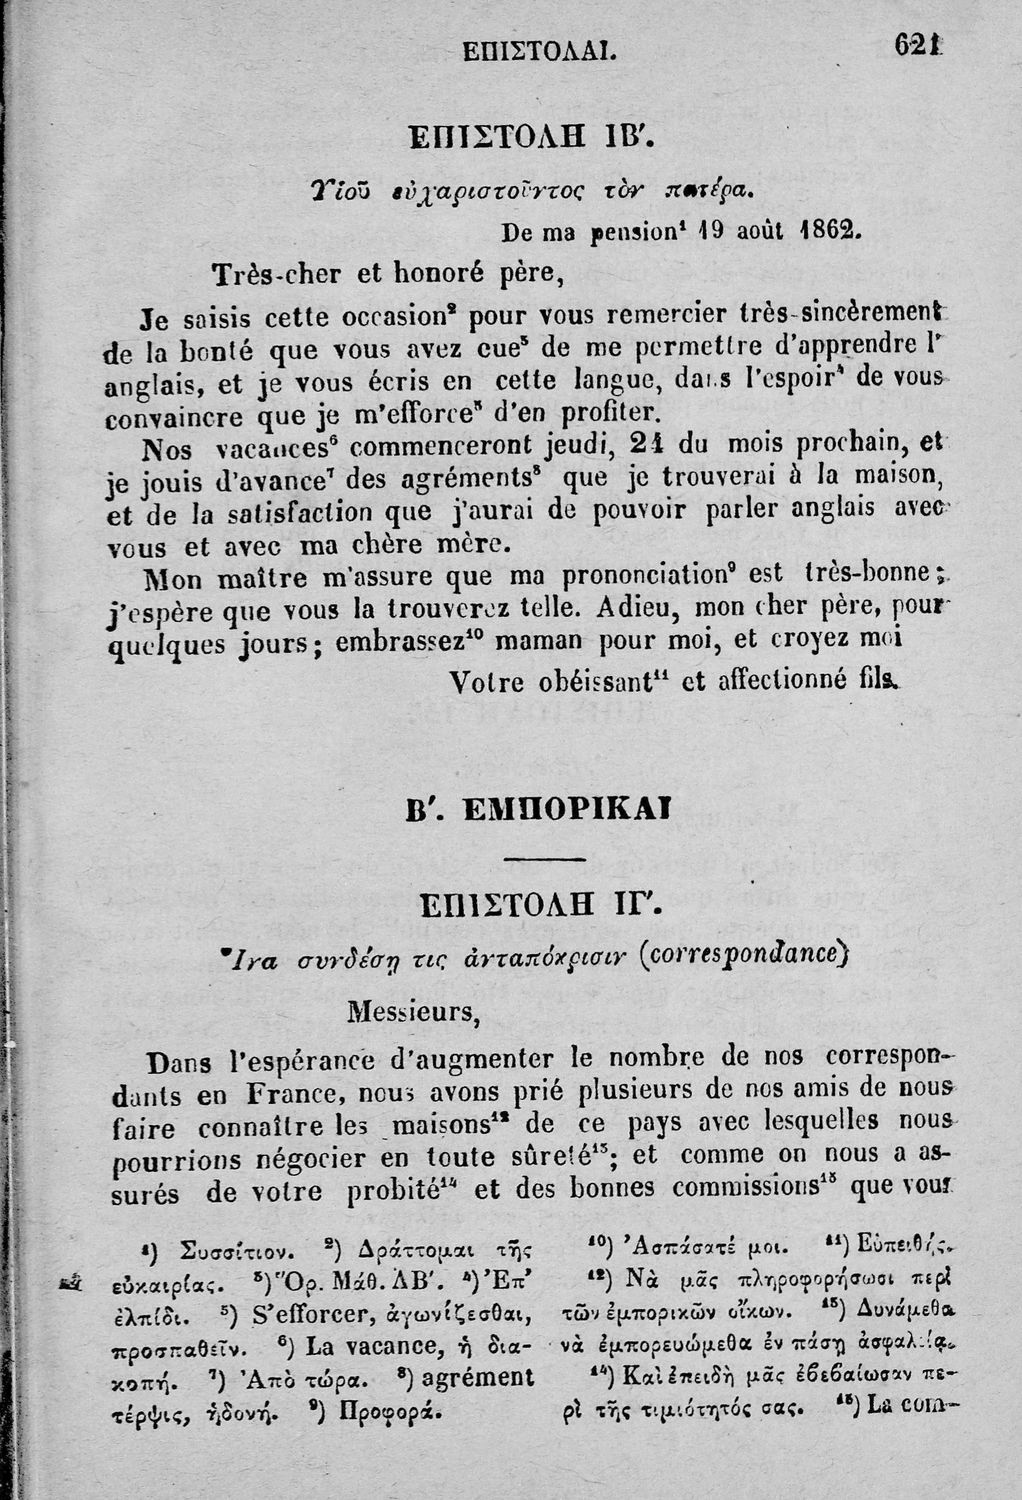 ΕΠΙΣΤΟΛΑΙ.
621
ΕΠΙΣΤΟΛΗ ΙΒ'.
Υἱοῦ εὐχαριστοῦντος τὸν πατέρα.
De ma pension¹ 19 août 1862.
Très-cher et honoré père,
Je saisis cette occasion² pour vous remercier très-sincèrement
de la bonté que vous avez eue³ de me permettre d'apprendre l'
anglais, et je vous écris en cette langue, dans l'espoir⁴ de vous
convaincre que je m'efforce⁵ d'en profiter.
Nos vacances⁶ commenceront jeudi, 21 du mois prochain, et
je jouis d'avance⁷ des agréments⁸ que je trouverai à la maison,
et de la satisfaction que j'aurai de pouvoir parler anglais avec
vous et avec ma chère mère.
Mon maître m'assure que ma prononciation⁹ est très-bonne;
j'espère que vous la trouverez telle. Adieu, mon cher père, pour
quelques jours; embrassez¹⁰ maman pour moi, et croyez moi
Votre obéissant¹¹ et affectionné fils.
Β'. ΕΜΠΟΡΙΚΑΙ
ΕΠΙΣΤΟΛΗ ΙΓ'.
Ἵνα συνδέσῃ τις ἀνταπόκρισιν (correspondance)
Messieurs,
Dans l'espérance d'augmenter le nombre de nos correspon-
dants en France, nous avons prié plusieurs de nos amis de nous
faire connaître les maisons¹² de ce pays avec lesquelles nous
pourrions négocier en toute sûreté¹³; et comme on nous a as-
surés de votre probité¹⁴ et des bonnes commissions¹⁵ que vous
¹) Συσσίτιον. ²) Δράττομαι τῆς
εὐκαιρίας. ³) Ὅρ. Μάθ. ΛΒ'. ⁴) Ἐπ'
ἐλπίδι. ⁵) S'efforcer, ἀγωνίζεσθαι,
προσπαθεῖν. ⁶) La vacance, ἡ δια-
κοπή. ⁷) Ἀπὸ τώρα. ⁸) agrément
τέρψις, ἡδονή. ⁹) Προφορά.
¹⁰) Ἀσπάσατέ μοι. ¹¹) Εὐπειθής.
¹²) Νὰ μᾶς πληροφορήσωσι περὶ
τῶν ἐμπορικῶν οἴκων. ¹³) Δυνάμεθα
νὰ ἐμπορευώμεθα ἐν πάσῃ ἀσφαλείᾳ.
¹⁴) Καὶ ἐπειδὴ μᾶς ἐβεβαίωσαν πε-
ρὶ τῆς τιμιότητός σας. ¹⁵) La com-